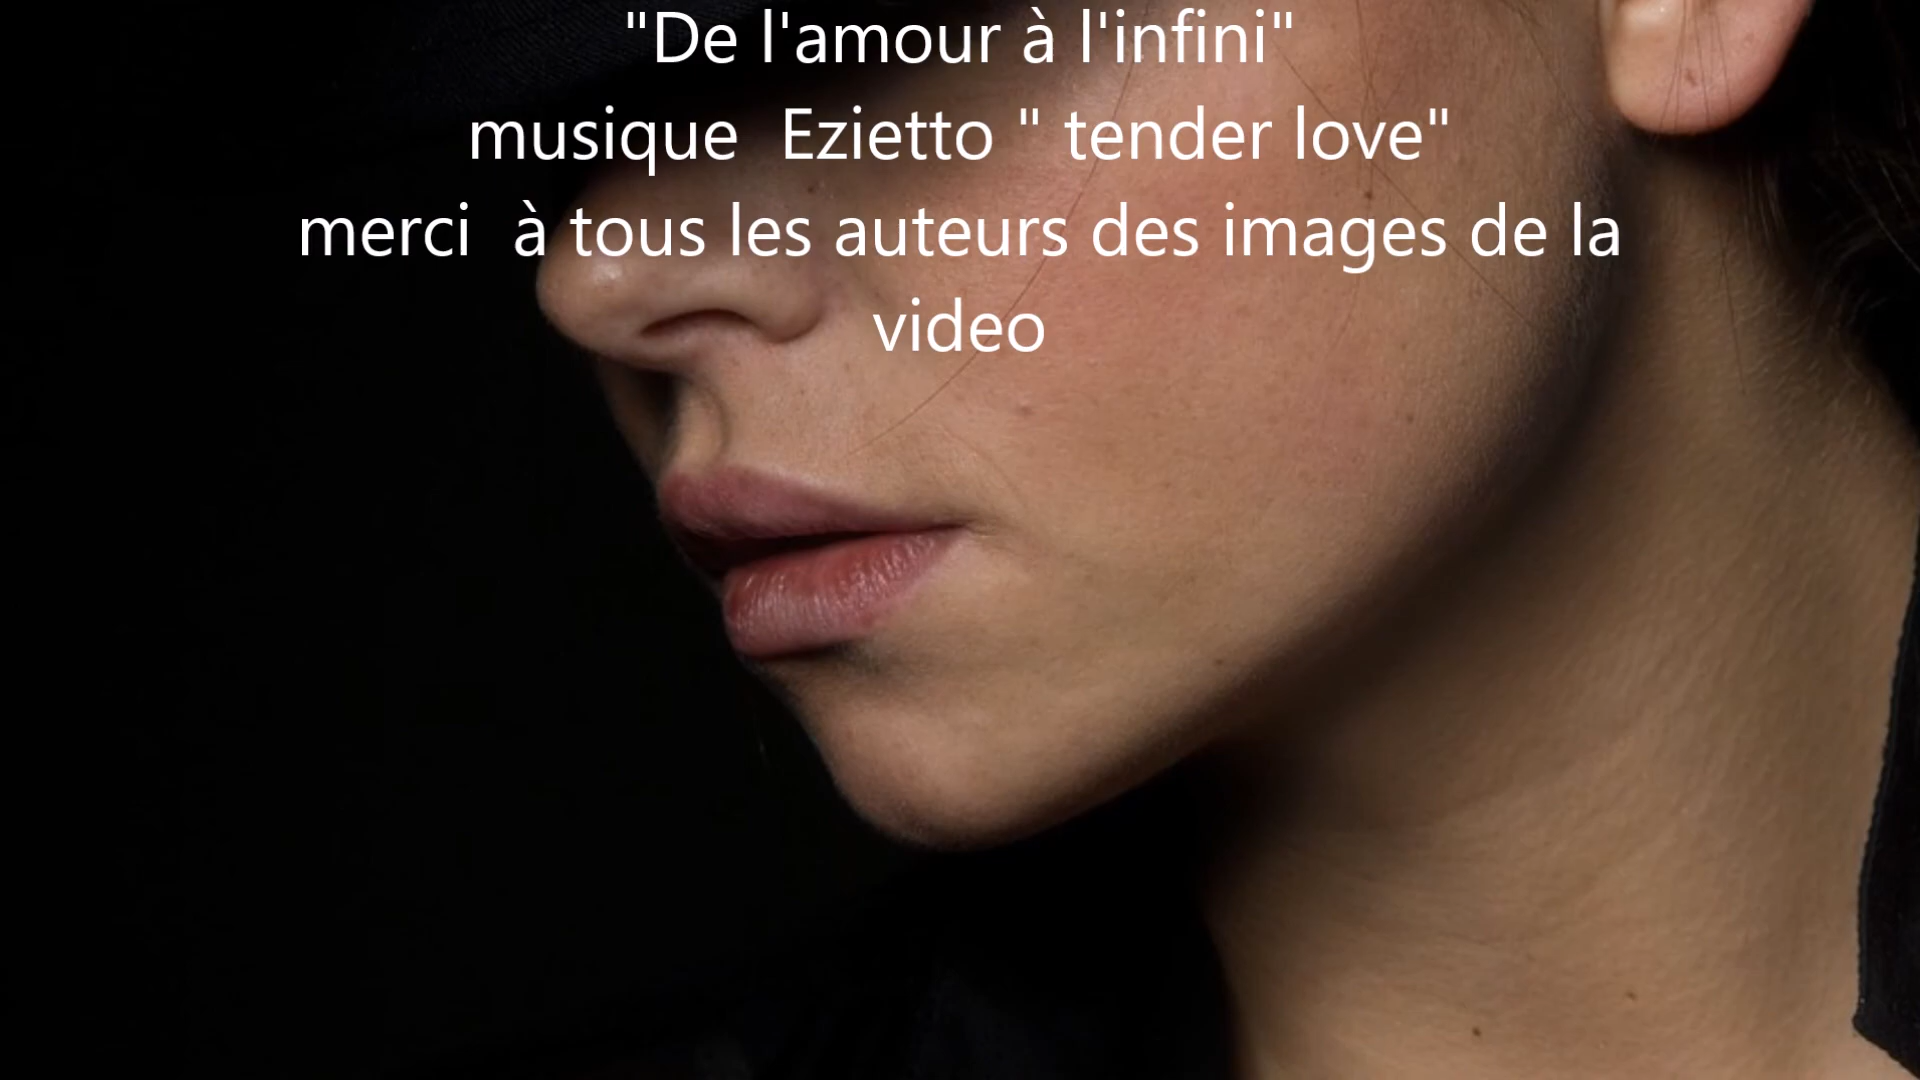 "De l'amour à l'infini"
musique  Ezietto " tender love"
merci  à tous les auteurs des images de la
video